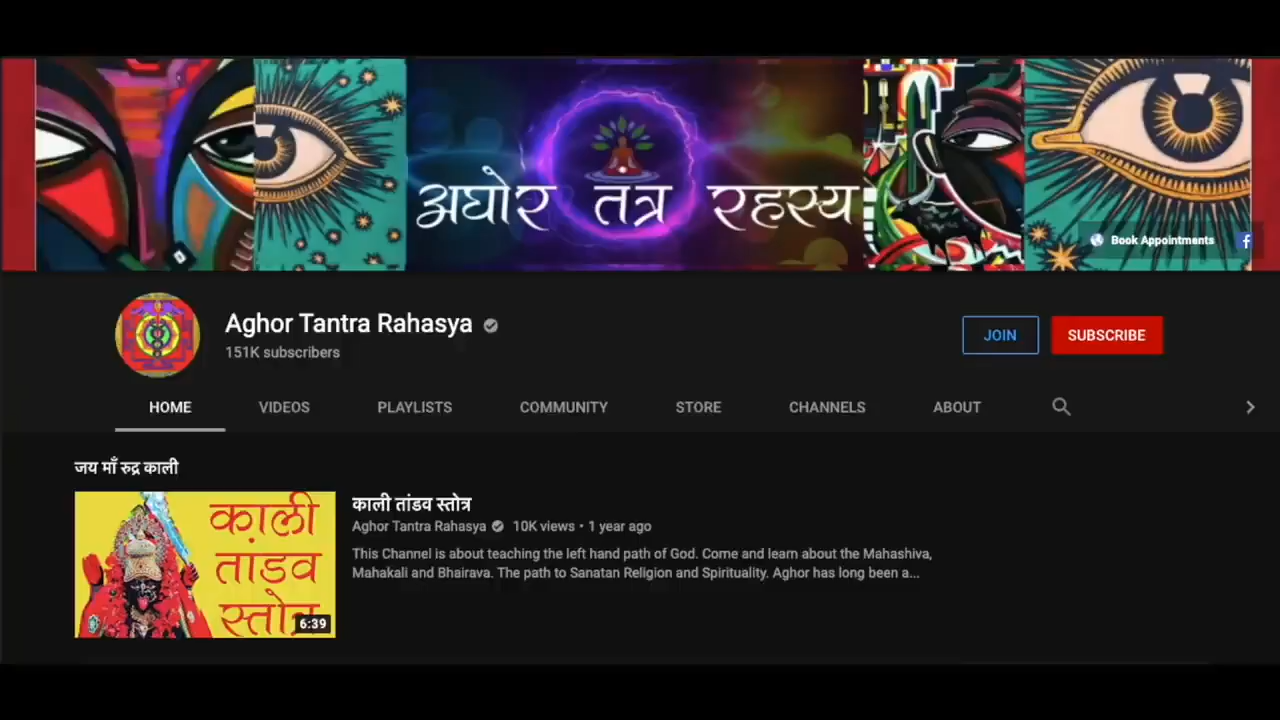 अघोर तत्र रहस्य
Book Appointments
Aghor Tantra Rahasya
151K subscribers
JOIN
SUBSCRIBE
HOME
VIDEOS
PLAYLISTS
COMMUNITY
STORE
CHANNELS
ABOUT
जय माँ रुद्र काली
काली
तांडव
स्तोत्र
6:39
काली तांडव स्तोत्र
Aghor Tantra Rahasya 10K views • 1 year ago
This Channel is about teaching the left hand path of God. Come and learn about the Mahashiva,
Mahakali and Bhairava. The path to Sanatan Religion and Spirituality. Aghor has long been a...